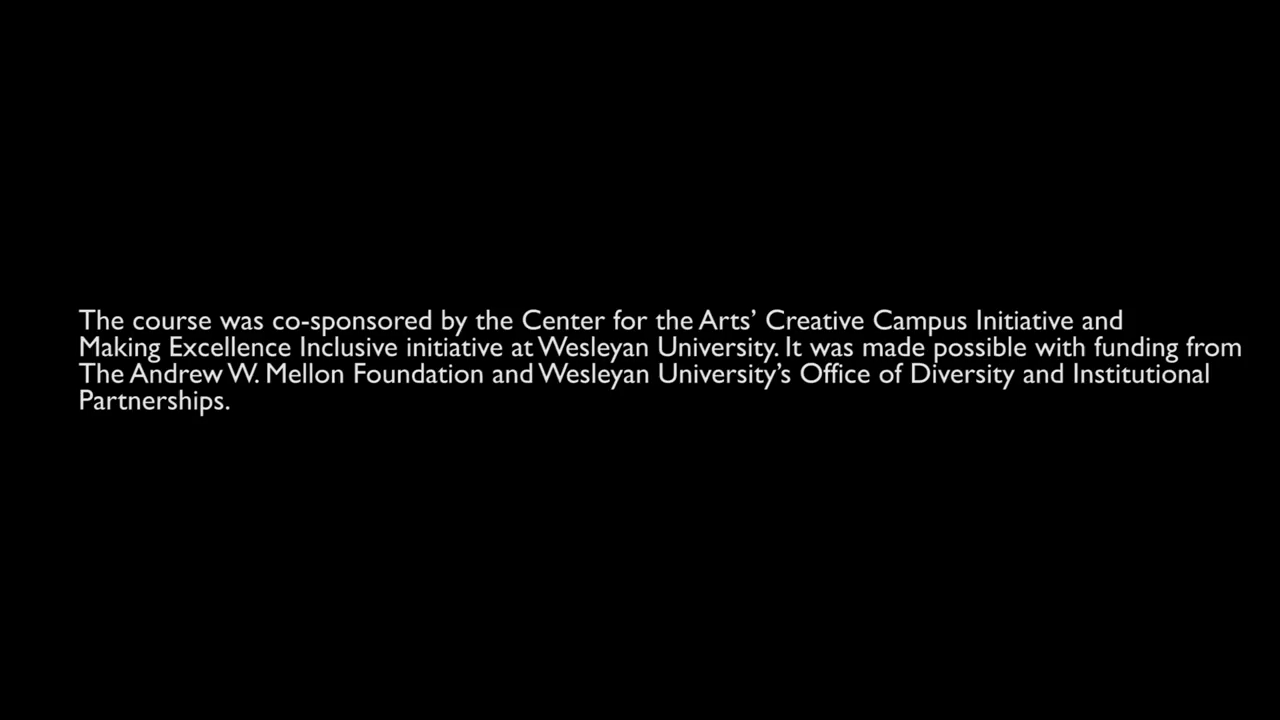 The course was co-sponsored by the Center for the Arts’ Creative Campus Initiative and
Making Excellence Inclusive initiative at Wesleyan University. It was made possible with funding from
The Andrew W. Mellon Foundation and Wesleyan University’s Office of Diversity and Institutional
Partnerships.